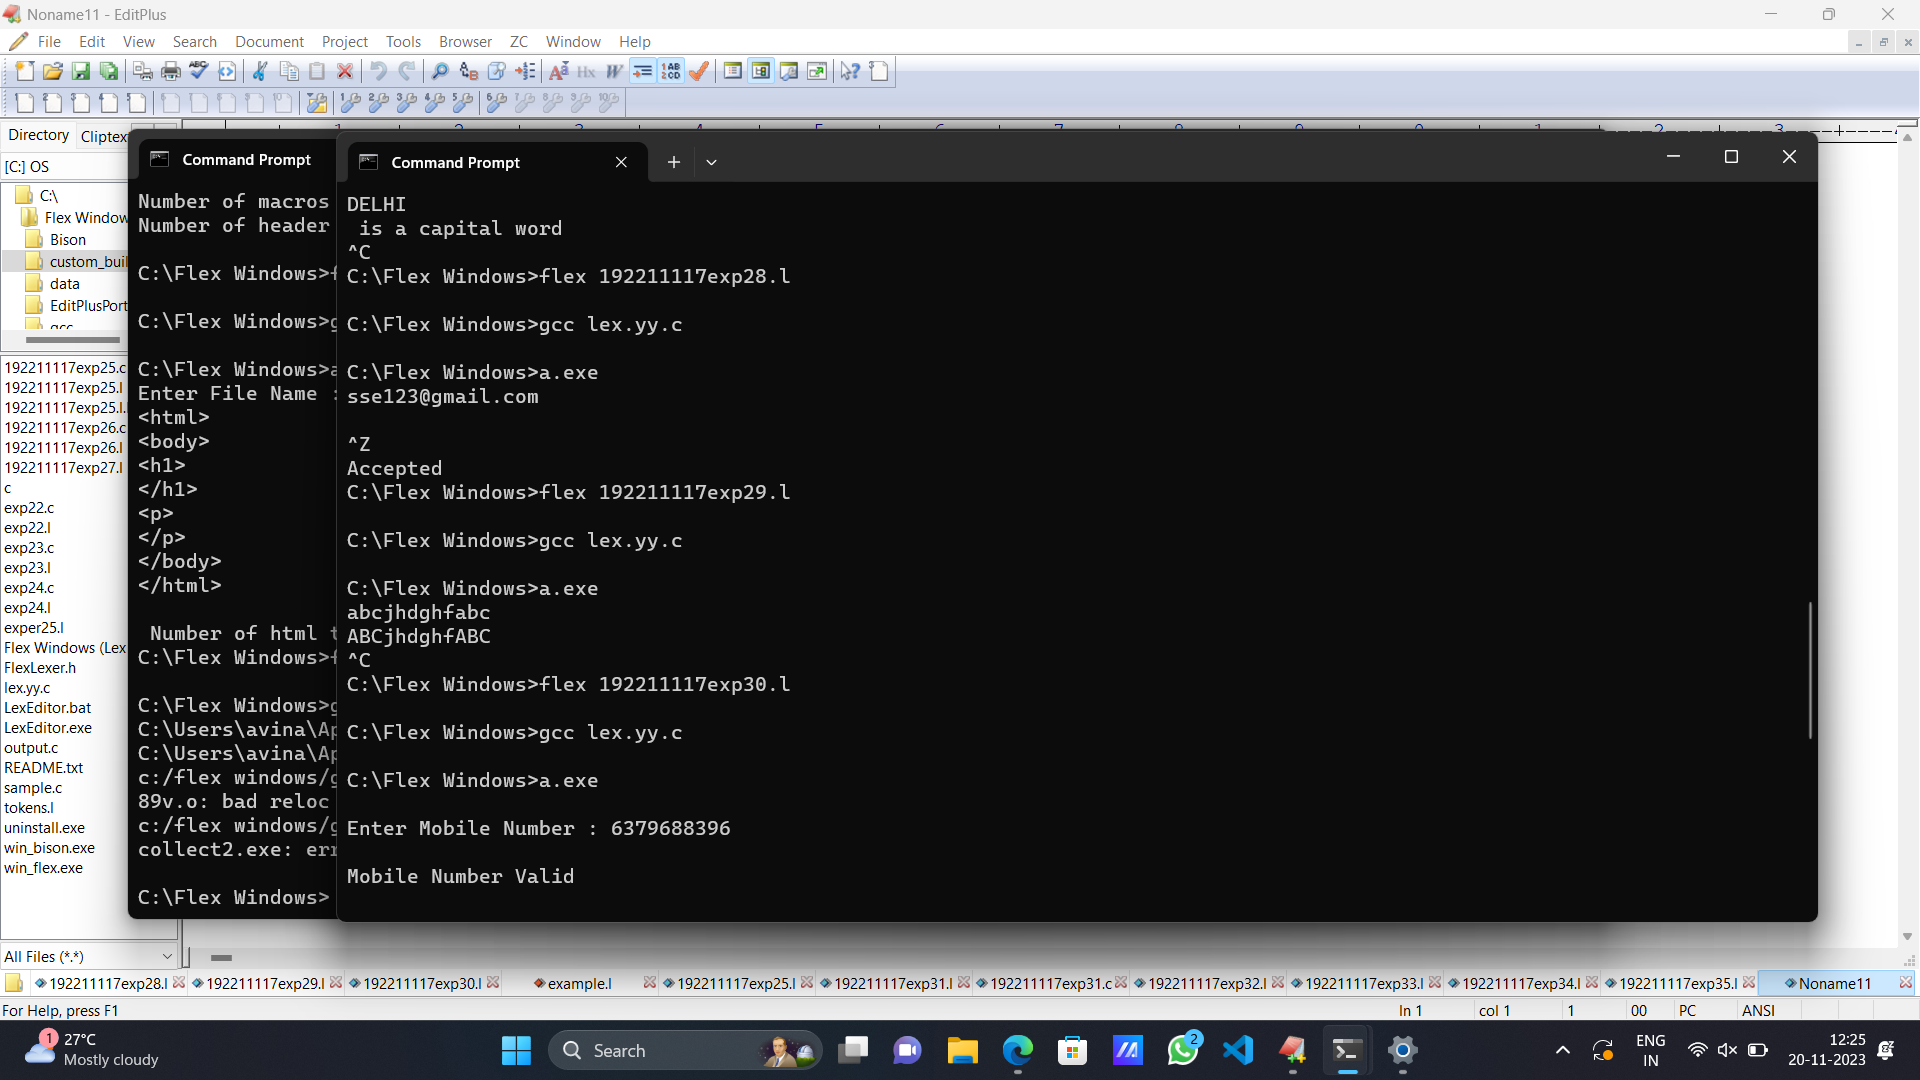 Noname11 - EditPlus
File Edit View Search Document Project Tools Browser ZC Window Help
Directory Cliptex
[C:] OS
C:\
Flex Window
Bison
custom_buil
data
EditPlusPort
gcc
192211117exp25.c
192211117exp25.l
192211117exp25.l.
192211117exp26.c
192211117exp26.l
192211117exp27.l
c
exp22.c
exp22.l
exp23.c
exp23.l
exp24.c
exp24.l
exper25.l
Flex Windows (Lex
FlexLexer.h
lex.yy.c
LexEditor.bat
LexEditor.exe
output.c
README.txt
sample.c
tokens.l
uninstall.exe
win_bison.exe
win_flex.exe
All Files (*.*)
Command Prompt
Number of macros
Number of header
C:\Flex Windows>f
C:\Flex Windows>g
C:\Flex Windows>a
Enter File Name :
<html>
<body>
<h1>
</h1>
<p>
</p>
</body>
</html>
Number of html t
C:\Flex Windows>f
C:\Flex Windows>g
C:\Users\avina\Ap
C:\Users\avina\Ap
c:/flex windows/g
89v.o: bad reloc
c:/flex windows/g
collect2.exe: err
C:\Flex Windows>
Command Prompt
DELHI
is a capital word
^C
C:\Flex Windows>flex 192211117exp28.l
C:\Flex Windows>gcc lex.yy.c
C:\Flex Windows>a.exe
sse123@gmail.com
^Z
Accepted
C:\Flex Windows>flex 192211117exp29.l
C:\Flex Windows>gcc lex.yy.c
C:\Flex Windows>a.exe
abcjhdghfabc
ABCjhdghfABC
^C
C:\Flex Windows>flex 192211117exp30.l
C:\Flex Windows>gcc lex.yy.c
C:\Flex Windows>a.exe
Enter Mobile Number : 6379688396
Mobile Number Valid
192211117exp28.l 192211117exp29.l 192211117exp30.l example.l 192211117exp25.l 192211117exp31.l 192211117exp31.c 192211117exp32.l 192211117exp33.l 192211117exp34.l 192211117exp35.l Noname11
For Help, press F1 ln 1 col 1 1 00 PC ANSI
1 27°C
Mostly cloudy
Search
2
ENG
IN
12:25
20-11-2023